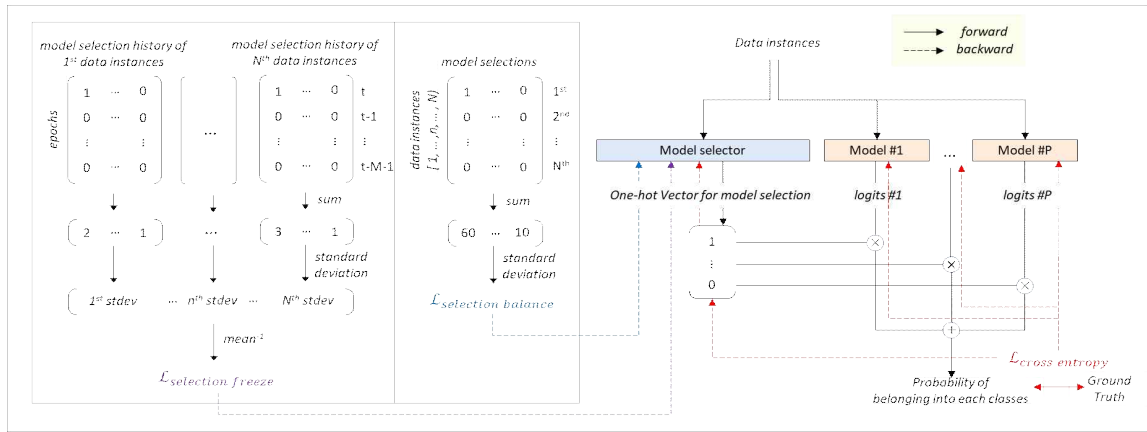 model selection history of
1st data instances
model selection history of
Nth data instances
epochs
1 ... 0
0 ... 0
⋮ ⋮
0 ... 0
...
1 ... 0 t
0 ... 0 t-1
⋮ ⋮ ⋮
0 ... 0 t-M-1
sum
2 ... 1
...
3 ... 1
standard
deviation
1st stdev ... nth stdev ... Nth stdev
mean-1
ℒselection freeze
model selections
data instances
[1, ..., n, ..., N]
1 ... 0 1st
0 ... 0 2nd
⋮ ⋮ ⋮
0 ... 0 Nth
sum
60 ... 10
standard
deviation
ℒselection balance
forward
backward
Data instances
Model selector
Model #1
...
Model #P
One-hot Vector for model selection
logits #1
logits #P
1
⋮
0
×
×
×
+
ℒcross entropy
Probability of
belonging into each classes
Ground
Truth